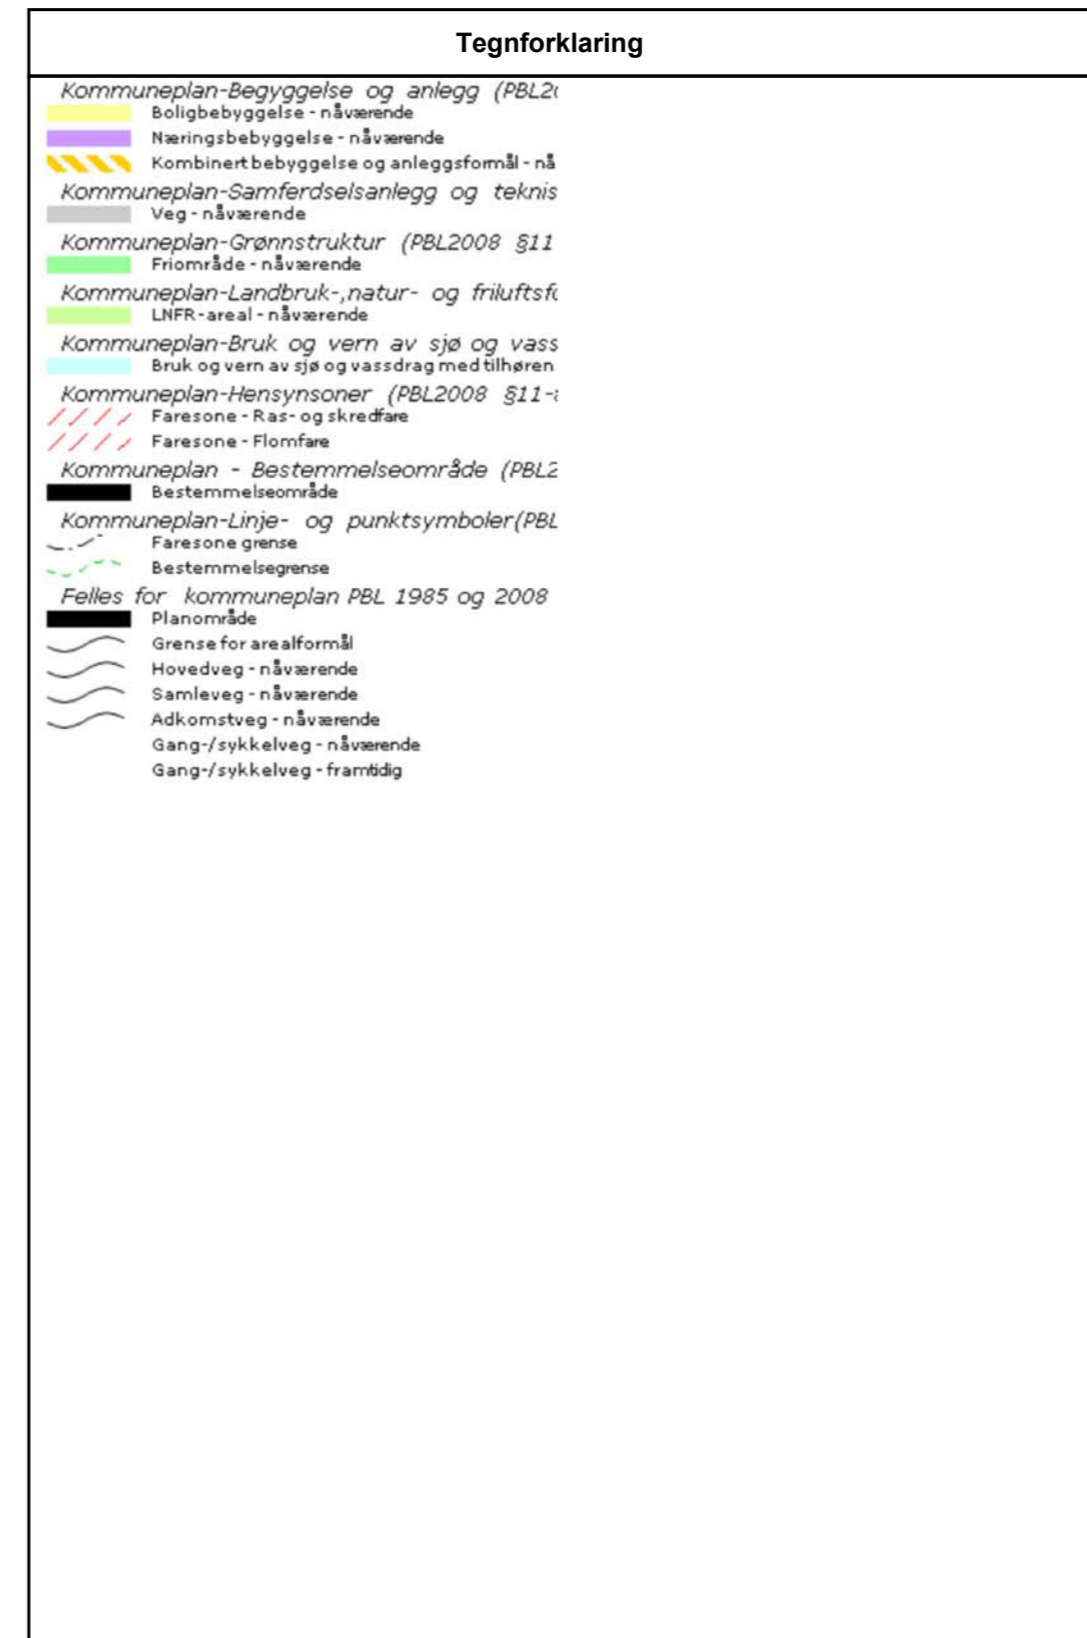 Tegnforklaring
Kommuneplan-Begyggelse og anlegg (PBL20
Boligbebyggelse - nåværende
Næringsbebyggelse - nåværende
Kombinert bebyggelse og anleggsformål - nå
Kommuneplan-Samferdselsanlegg og teknis
Veg - nåværende
Kommuneplan-Grønnstruktur (PBL2008 §11
Friområde - nåværende
Kommuneplan-Landbruk-,natur- og friluftsfo
LNFR-areal - nåværende
Kommuneplan-Bruk og vern av sjø og vass
Bruk og vern av sjø og vassdrag med tilhøren
Kommuneplan-Hensynsoner (PBL2008 §11-8
Faresone - Ras- og skredfare
Faresone - Flomfare
Kommuneplan - Bestemmelseområde (PBL2
Bestemmelseområde
Kommuneplan-Linje- og punktsymboler(PBL
Faresone grense
Bestemmelsegrense
Felles for kommuneplan PBL 1985 og 2008
Planområde
Grense for arealformål
Hovedveg - nåværende
Samleveg - nåværende
Adkomstveg - nåværende
Gang-/sykkelveg - nåværende
Gang-/sykkelveg - framtidig